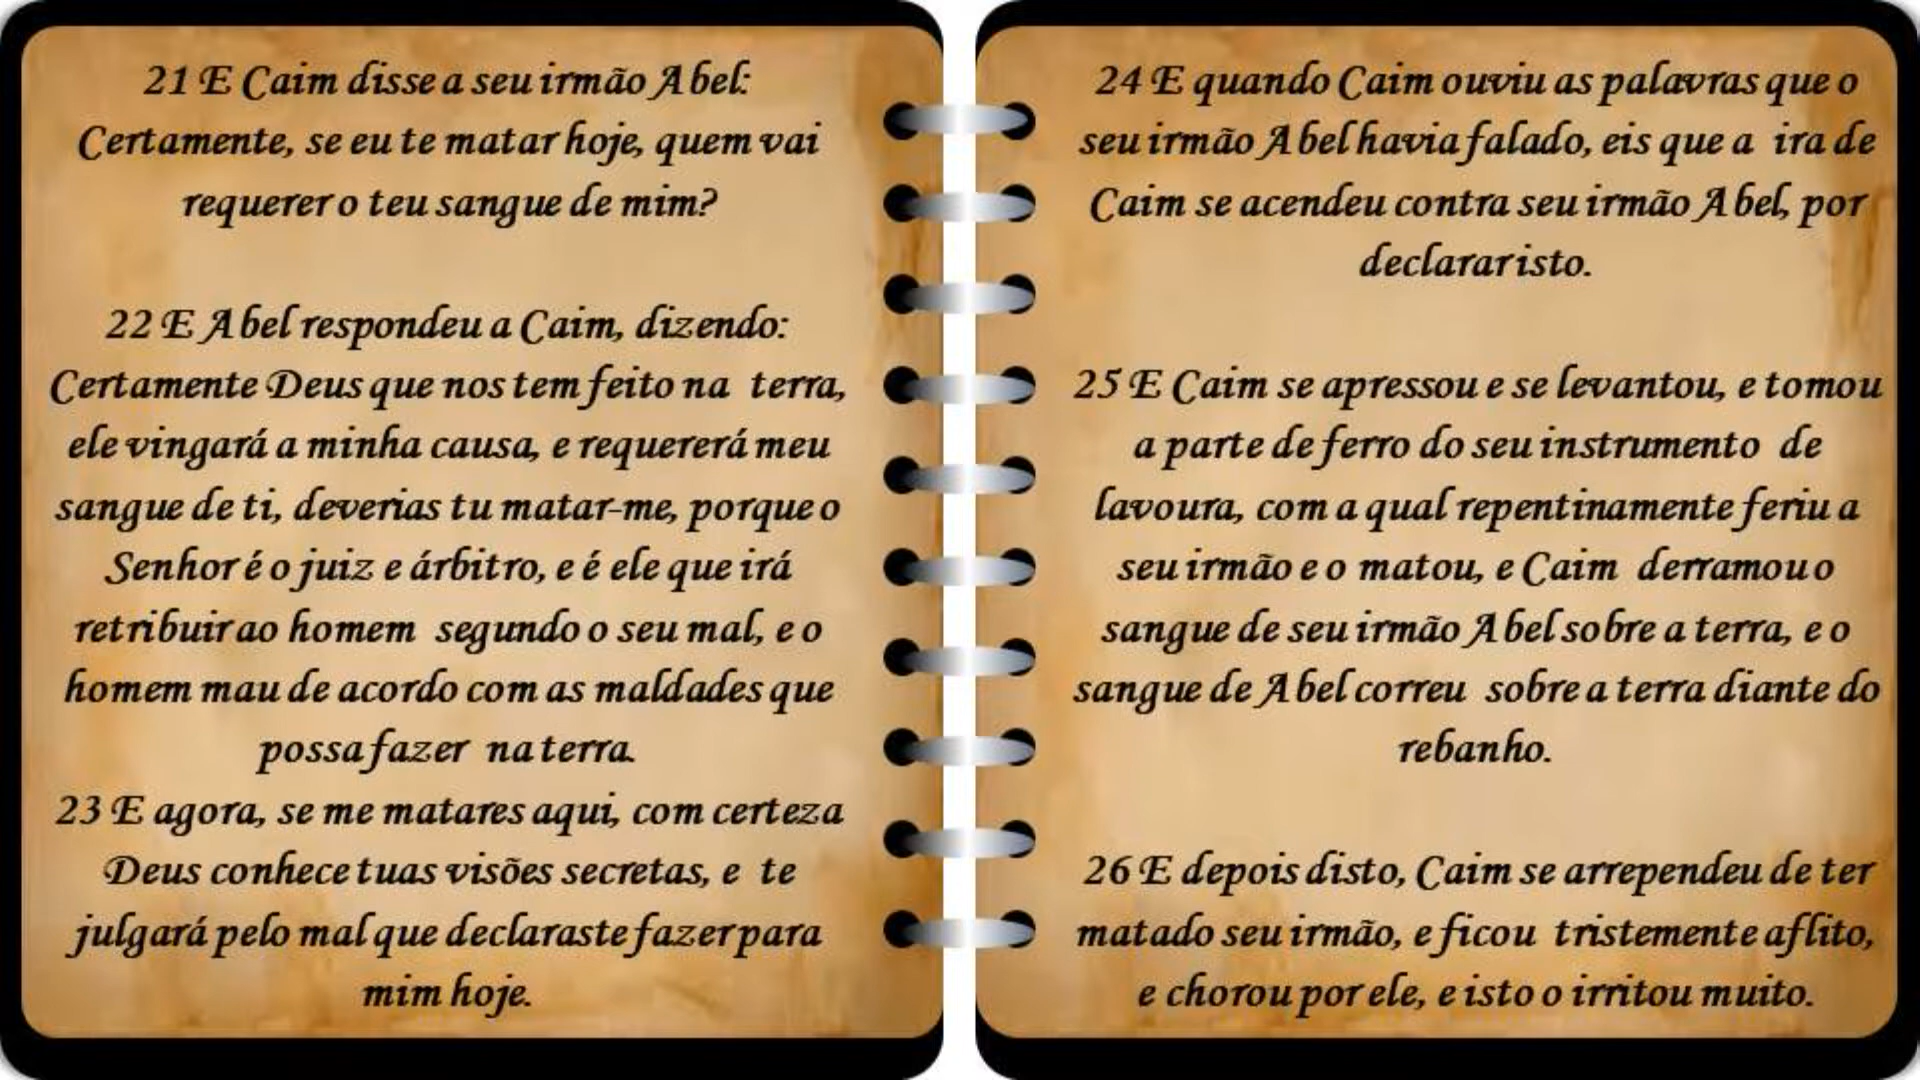 21 E Caim disse a seu irmão Abel:
Certamente, se eu te matar hoje, quem vai
requerer o teu sangue de mim?
22 E Abel respondeu a Caim, dizendo:
Certamente Deus que nos tem feito na terra,
ele vingará a minha causa, e requererá meu
sangue de ti, deverias tu matar-me, porque o
Senhor é o juiz e árbitro, e é ele que irá
retribuir ao homem segundo o seu mal, e o
homem mau de acordo com as maldades que
possa fazer na terra.
23 E agora, se me matares aqui, com certeza
Deus conhece tuas visões secretas, e te
julgará pelo mal que declaraste fazer para
mim hoje.
24 E quando Caim ouviu as palavras que o
seu irmão Abel havia falado, eis que a ira de
Caim se acendeu contra seu irmão Abel, por
declarar isto.
25 E Caim se apressou e se levantou, e tomou
a parte de ferro do seu instrumento de
lavoura, com a qual repentinamente feriu a
seu irmão e o matou, e Caim derramou o
sangue de seu irmão Abel sobre a terra, e o
sangue de Abel correu sobre a terra diante do
rebanho.
26 E depois disto, Caim se arrependeu de ter
matado seu irmão, e ficou tristemente aflito,
e chorou por ele, e isto o irritou muito.